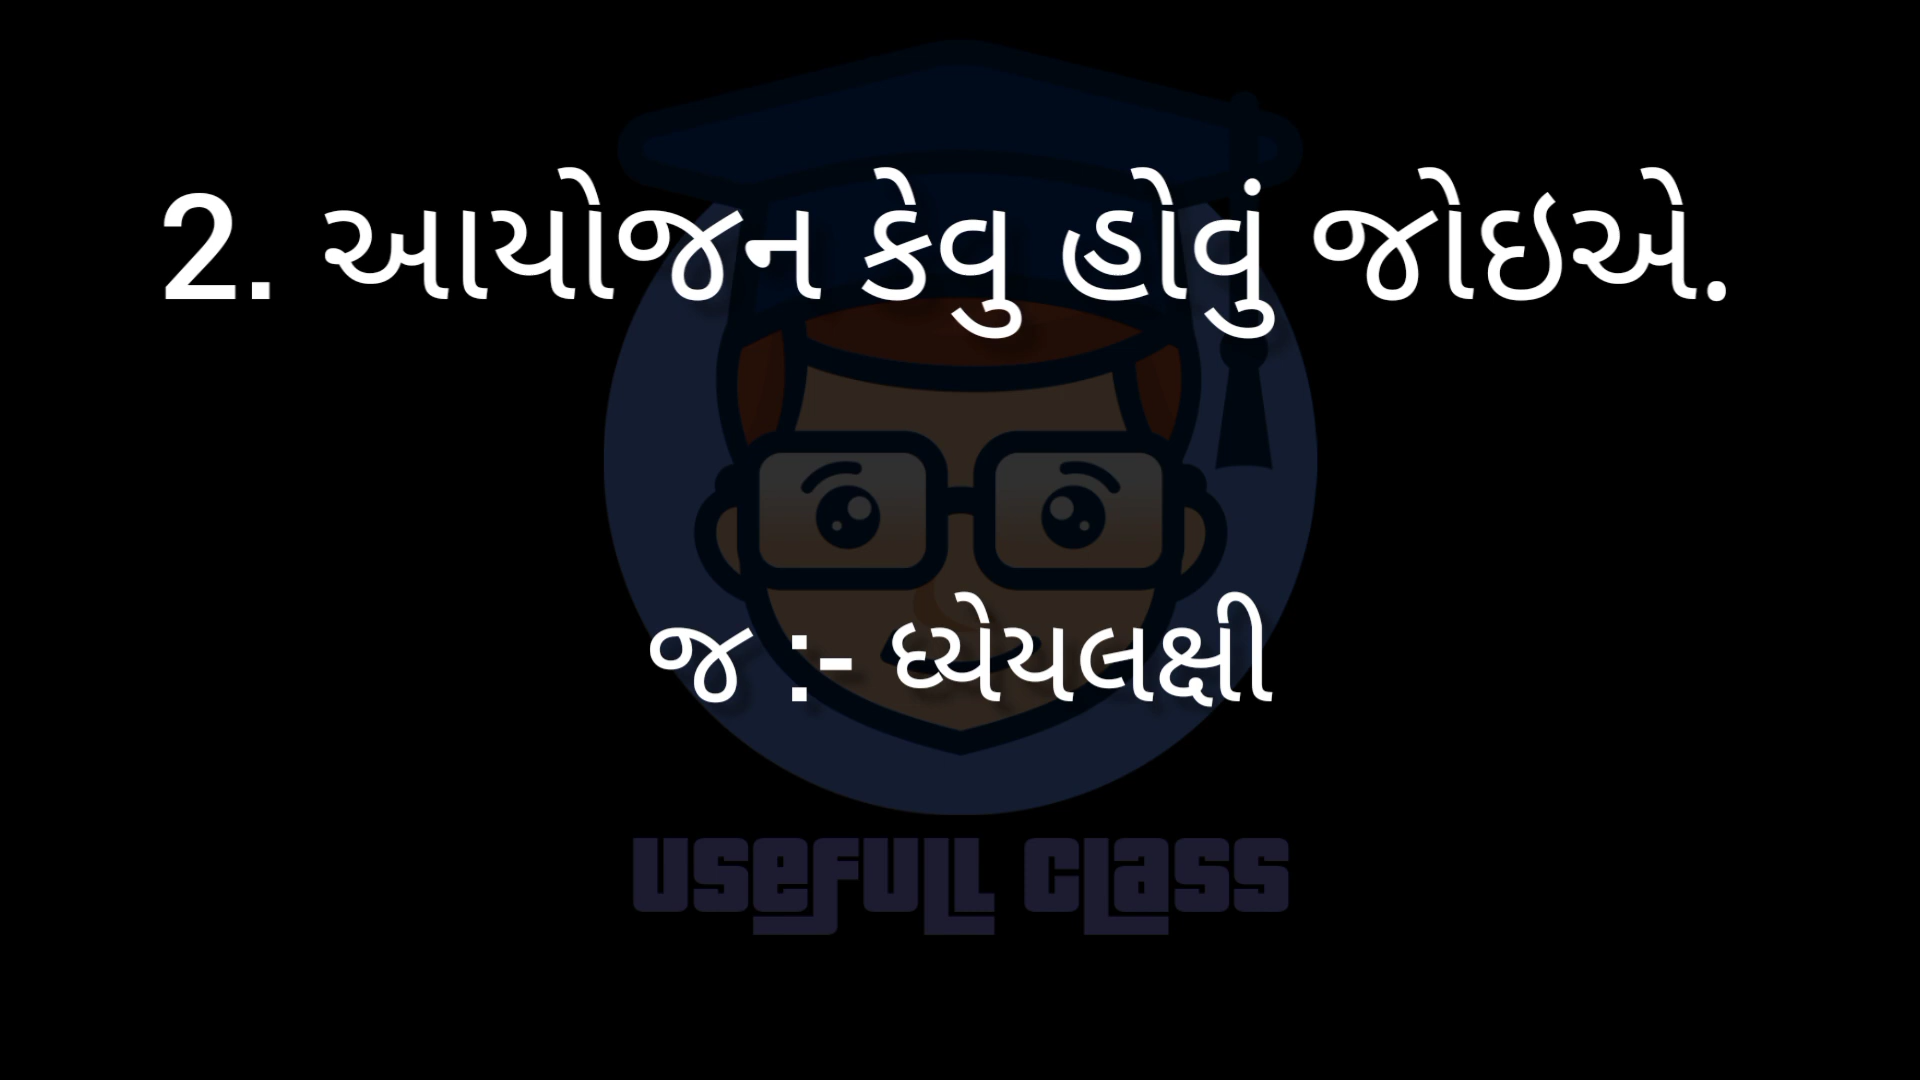 2. આયોજન કેવુ હોવું જોઇએ.
જ :- ધ્યેયલક્ષી
USEFULL CLASS